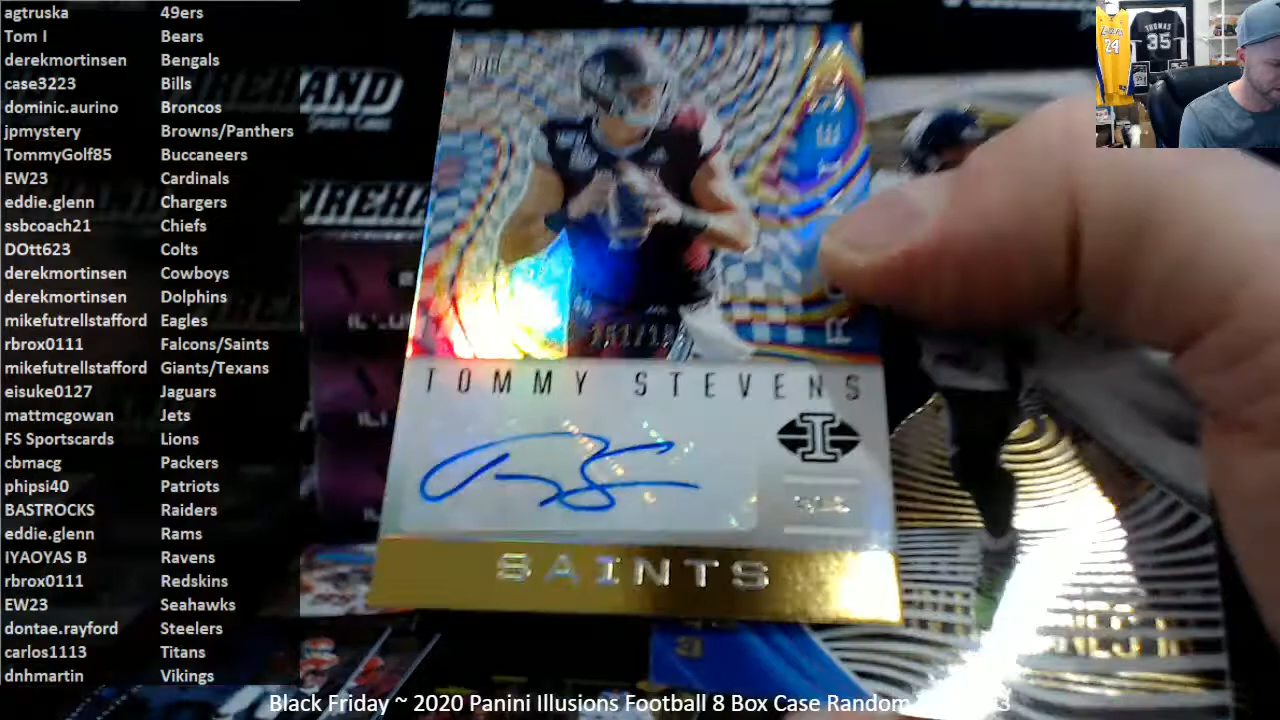 agtruska 49ers
Tom I Bears
derekmortinsen Bengals
case3223 Bills
dominic.aurino Broncos
jpmystery Browns/Panthers
TommyGolf85 Buccaneers
EW23 Cardinals
eddie.glenn Chargers
ssbcoach21 Chiefs
DOtt623 Colts
derekmortinsen Cowboys
derekmortinsen Dolphins
mikefutrellstafford Eagles
rbrox0111 Falcons/Saints
mikefutrellstafford Giants/Texans
eisuke0127 Jaguars
mattmcgowan Jets
FS Sportscards Lions
cbmacg Packers
phipsi40 Patriots
BASTROCKS Raiders
eddie.glenn Rams
IYAOYAS B Ravens
rbrox0111 Redskins
EW23 Seahawks
dontae.rayford Steelers
carlos1113 Titans
dnhmartin Vikings
TOMMY STEVENS
SAINTS
THOMAS
35
24
Black Friday ~ 2020 Panini Illusions Football 8 Box Case Random